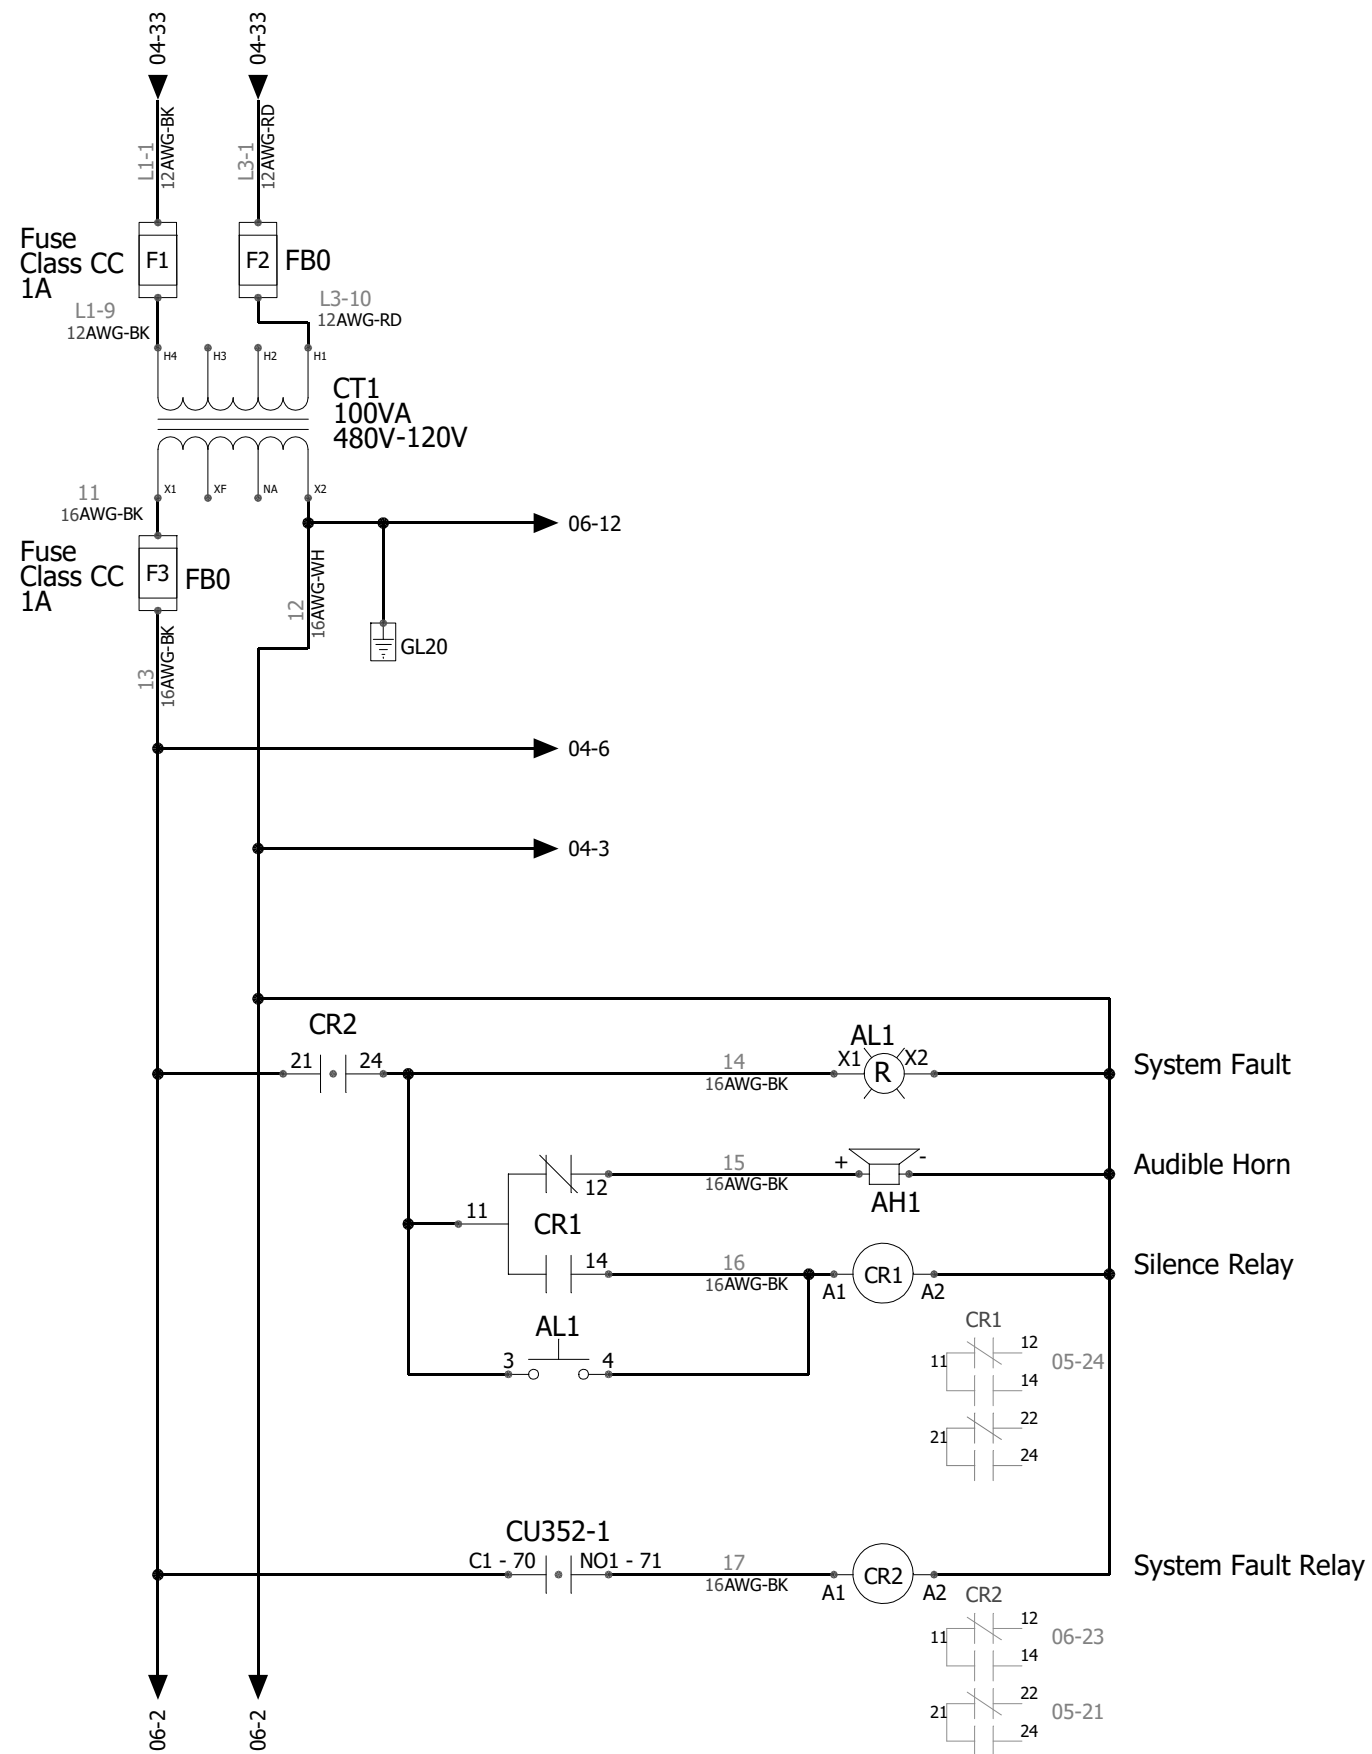 04-33
04-33
L1-1
12AWG-BK
L3-1
12AWG-RD
Fuse
Class CC
1A
F1
F2
FB0
L1-9
12AWG-BK
L3-10
12AWG-RD
H4
H3
H2
H1
CT1
100VA
480V-120V
X1
XF
NA
X2
11
16AWG-BK
06-12
Fuse
Class CC
1A
F3
FB0
12
16AWG-WH
GL20
13
16AWG-BK
04-6
04-3
CR2
21
24
14
16AWG-BK
AL1
X1
R
X2
System Fault
11
12
15
16AWG-BK
+
-
AH1
Audible Horn
CR1
14
16
16AWG-BK
A1
CR1
A2
Silence Relay
AL1
3
4
CR1
11
12
14
05-24
21
22
24
CU352-1
C1 - 70
NO1 - 71
17
16AWG-BK
A1
CR2
A2
System Fault Relay
CR2
11
12
14
06-23
21
22
24
05-21
06-2
06-2